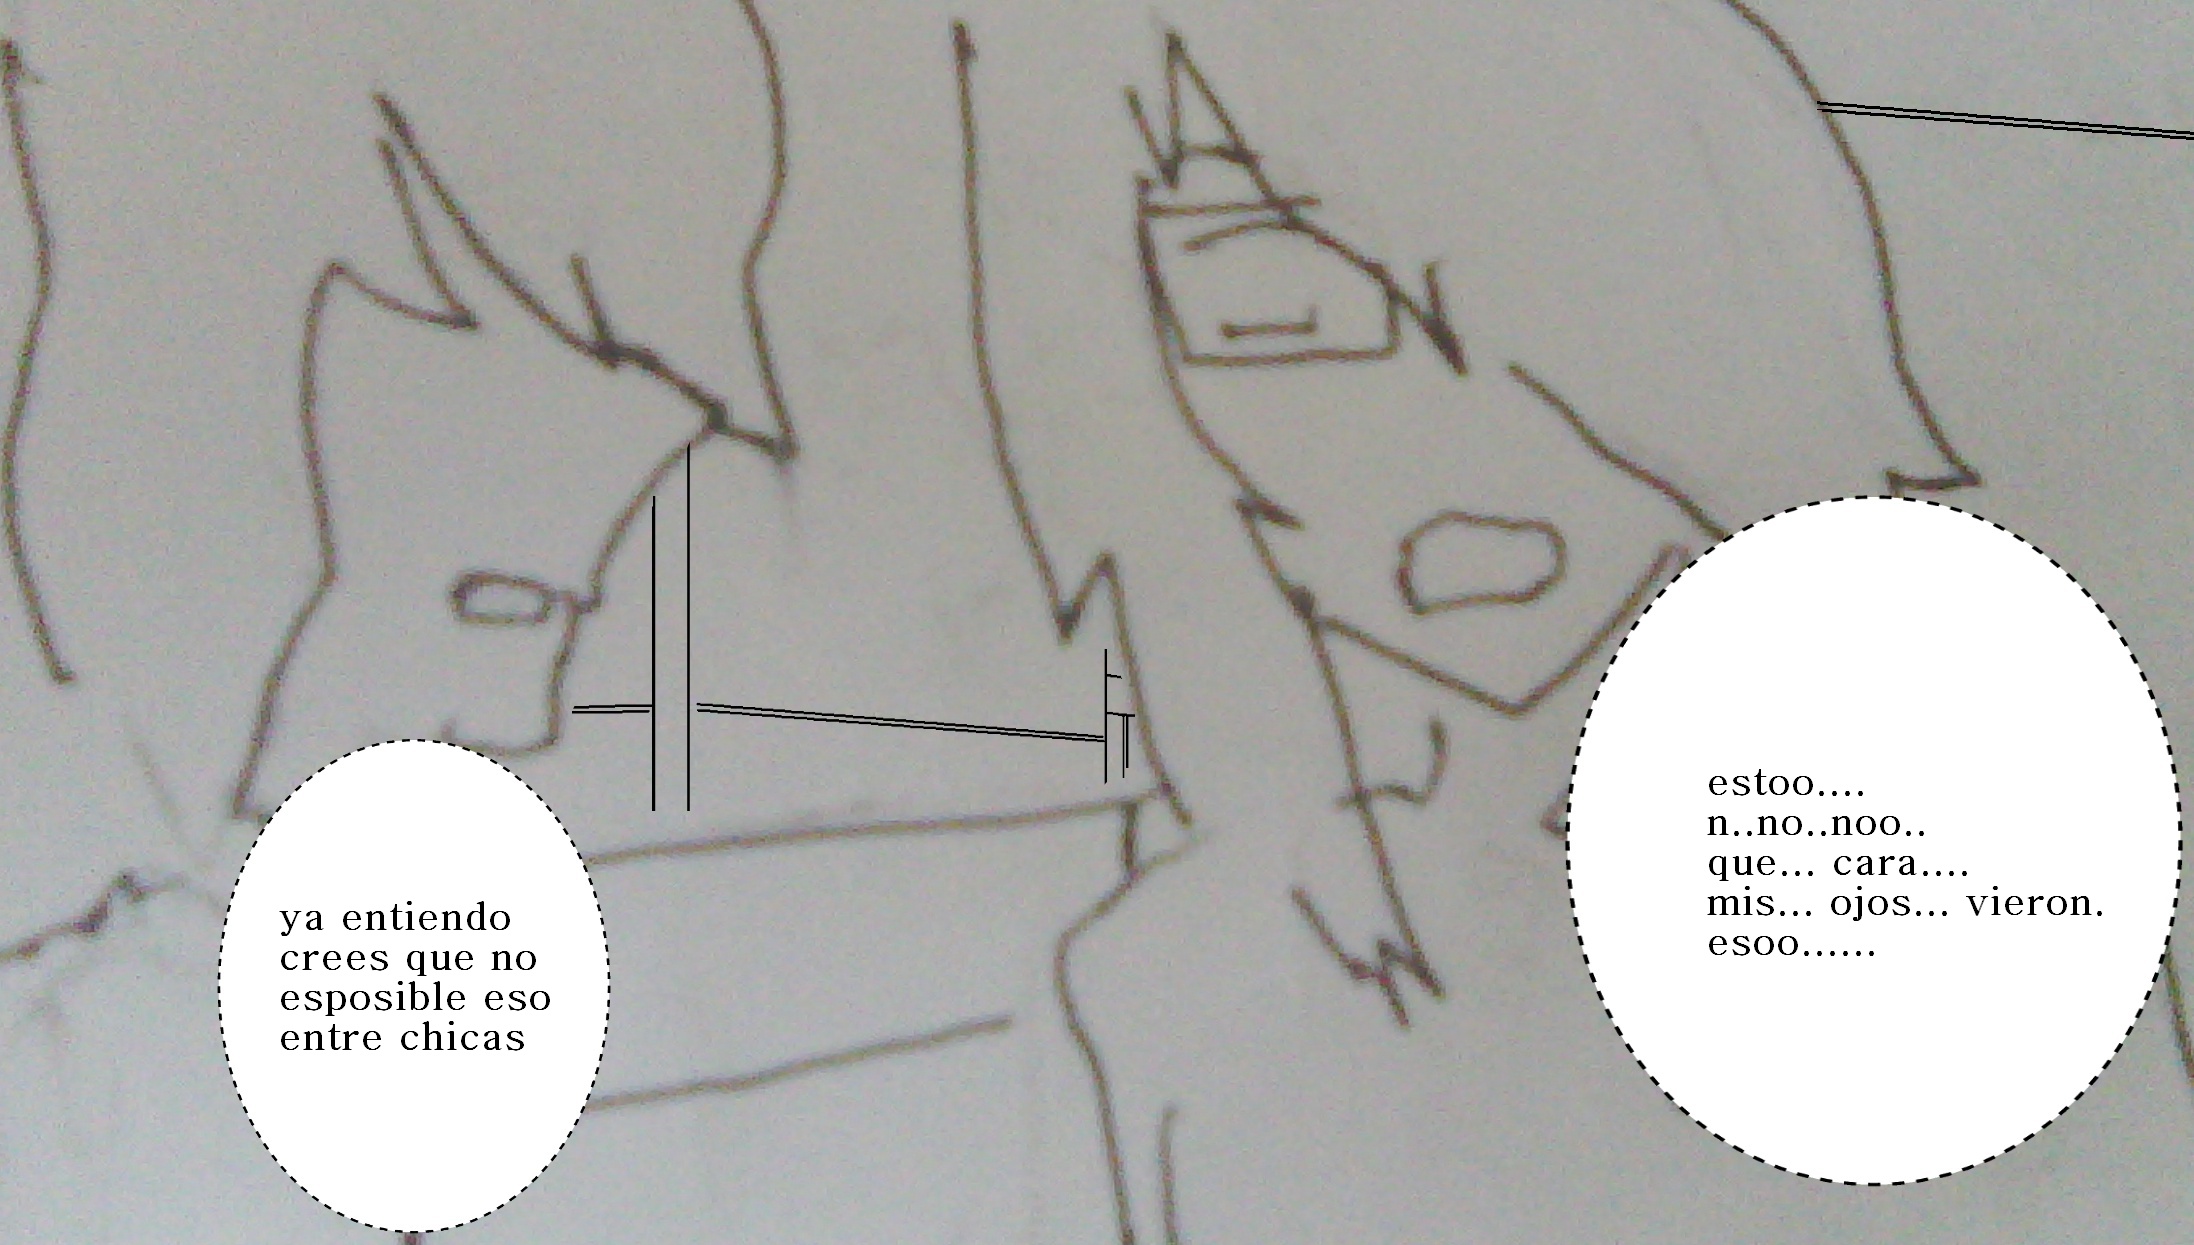 ya entiendo
crees que no
esposible eso
entre chicas
estoo....
n..no..noo..
que... cara....
mis... ojos... vieron.
esoo......